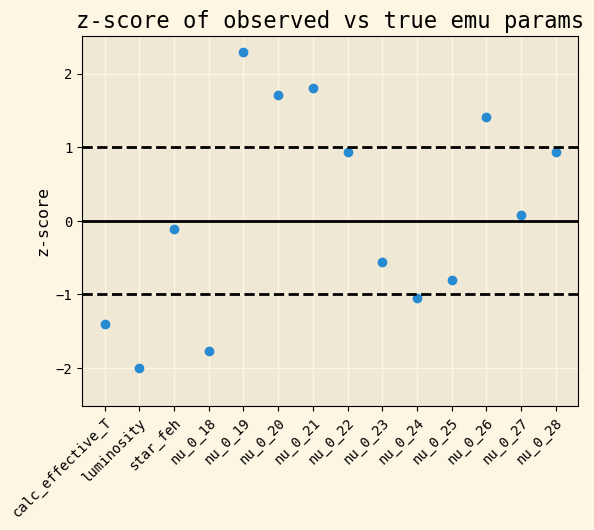 z-score of observed vs true emu params
z-score
2
1
0
−1
−2
calc_effective_T
luminosity
star_feh
nu_0_18
nu_0_19
nu_0_20
nu_0_21
nu_0_22
nu_0_23
nu_0_24
nu_0_25
nu_0_26
nu_0_27
nu_0_28